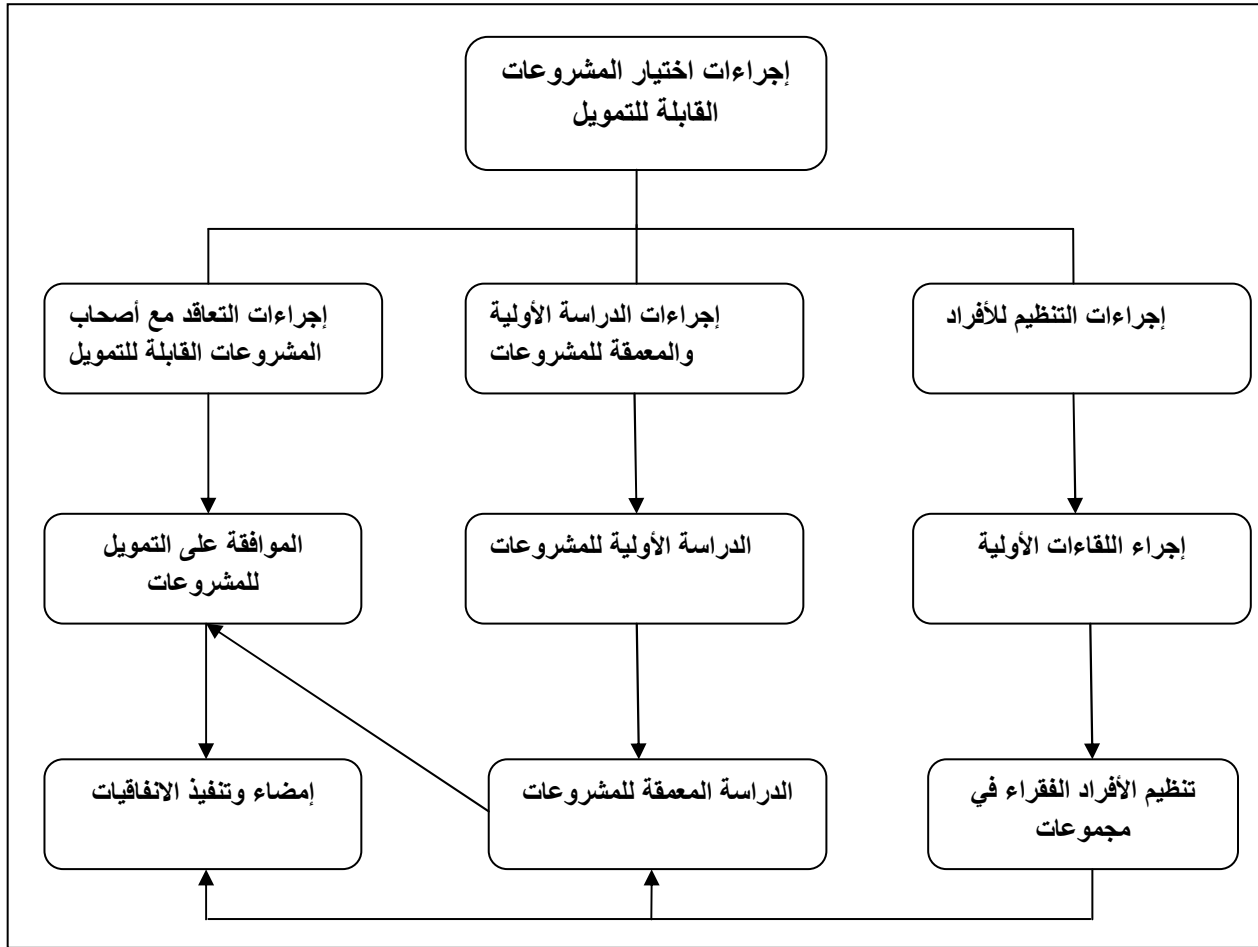 إجراءات اختيار المشروعات
القابلة للتمويل
إجراءات التنظيم للأفراد
إجراءات الدراسة الأولية
والمعمقة للمشروعات
إجراءات التعاقد مع أصحاب
المشروعات القابلة للتمويل
إجراء اللقاءات الأولية
الدراسة الأولية للمشروعات
الموافقة على التمويل
للمشروعات
تنظيم الأفراد الفقراء في
مجموعات
الدراسة المعمقة للمشروعات
إمضاء وتنفيذ الانفاقيات